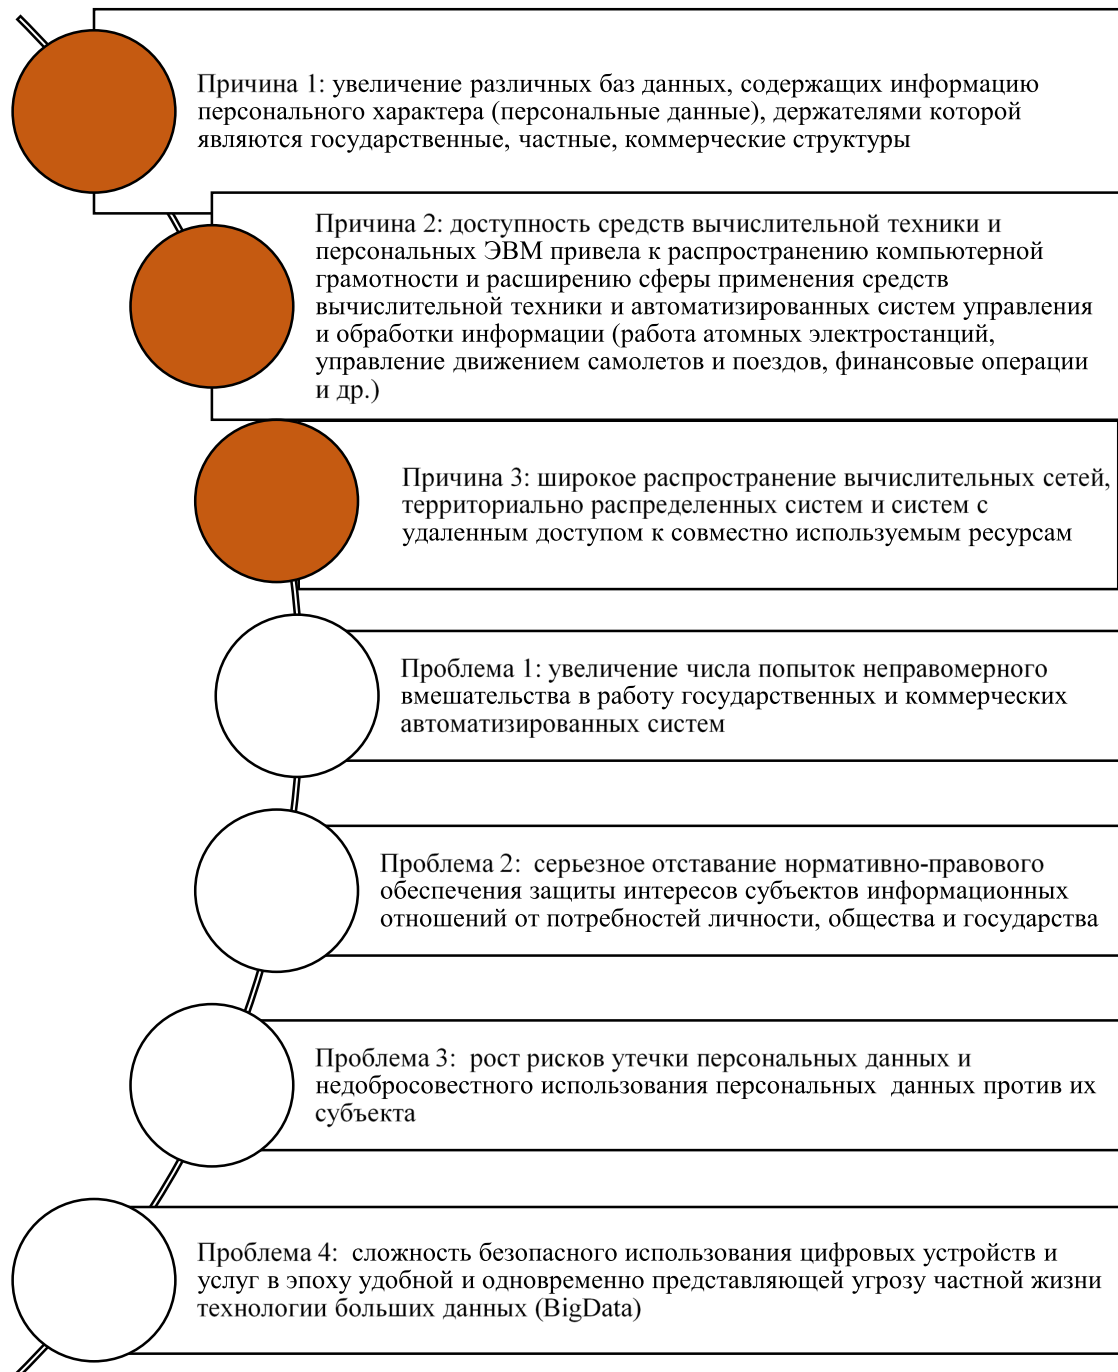 Причина 1: увеличение различных баз данных, содержащих информацию
персонального характера (персональные данные), держателями которой
являются государственные, частные, коммерческие структуры
Причина 2: доступность средств вычислительной техники и
персональных ЭВМ привела к распространению компьютерной
грамотности и расширению сферы применения средств
вычислительной техники и автоматизированных систем управления
и обработки информации (работа атомных электростанций,
управление движением самолетов и поездов, финансовые операции
и др.)
Причина 3: широкое распространение вычислительных сетей,
территориально распределенных систем и систем с
удаленным доступом к совместно используемым ресурсам
Проблема 1: увеличение числа попыток неправомерного
вмешательства в работу государственных и коммерческих
автоматизированных систем
Проблема 2:  серьезное отставание нормативно-правового
обеспечения защиты интересов субъектов информационных
отношений от потребностей личности, общества и государства
Проблема 3:  рост рисков утечки персональных данных и
недобросовестного использования персональных  данных против их
субъекта
Проблема 4:  сложность безопасного использования цифровых устройств и
услуг в эпоху удобной и одновременно представляющей угрозу частной жизни
технологии больших данных (BigData)